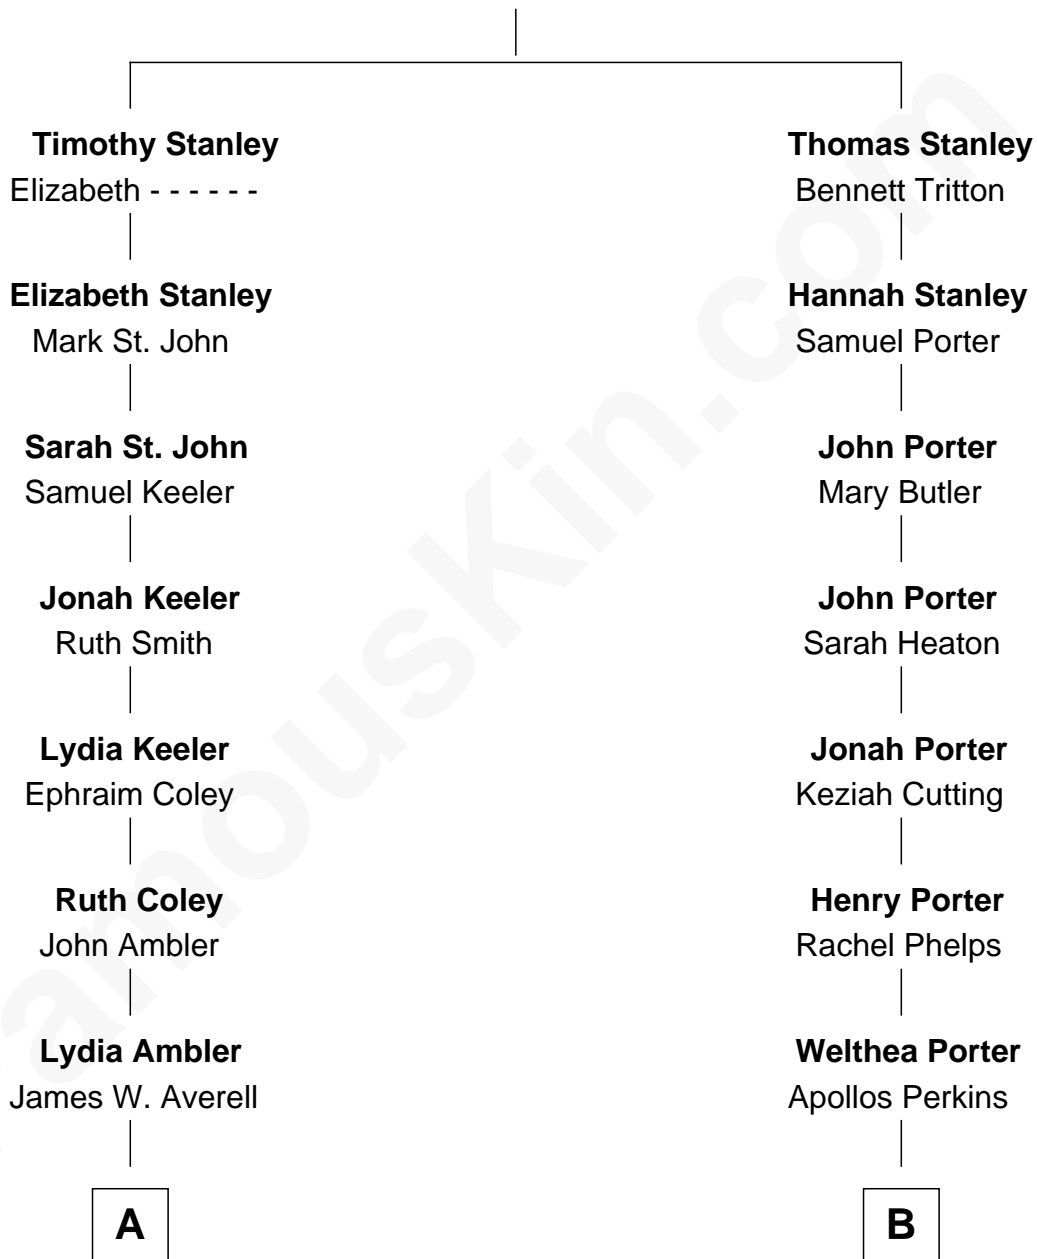 Timothy Stanley
Elizabeth - - - - - -
Elizabeth Stanley
Mark St. John
Sarah St. John
Samuel Keeler
Jonah Keeler
Ruth Smith
Lydia Keeler
Ephraim Coley
Ruth Coley
John Ambler
Lydia Ambler
James W. Averell
A
Thomas Stanley
Bennett Tritton
Hannah Stanley
Samuel Porter
John Porter
Mary Butler
John Porter
Sarah Heaton
Jonah Porter
Keziah Cutting
Henry Porter
Rachel Phelps
Welthea Porter
Apollos Perkins
B
amouskin.com